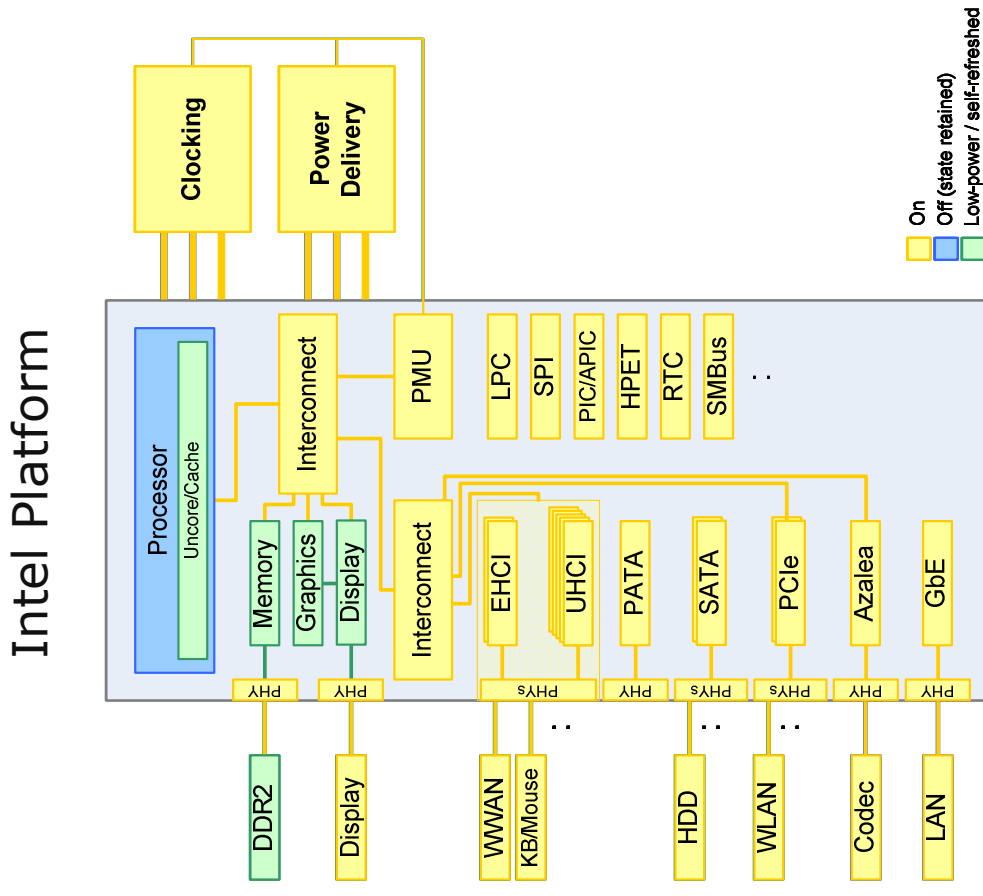 Intel Platform
Clocking
Power
Delivery
Processor
Uncore/Cache
Interconnect
PMU
LPC
SPI
PIC/APIC
HPET
RTC
SMBus
. .
Memory
Graphics
Display
Interconnect
EHCI
UHCI
PATA
SATA
PCIe
Azalea
GbE
PHY
PHY
PHYs
PHY
PHYs
PHYs
PHY
PHY
DDR2
Display
WWAN
KB/Mouse
. .
HDD
. .
WLAN
. .
Codec
LAN
On
Off (state retained)
Low-power / self-refreshed